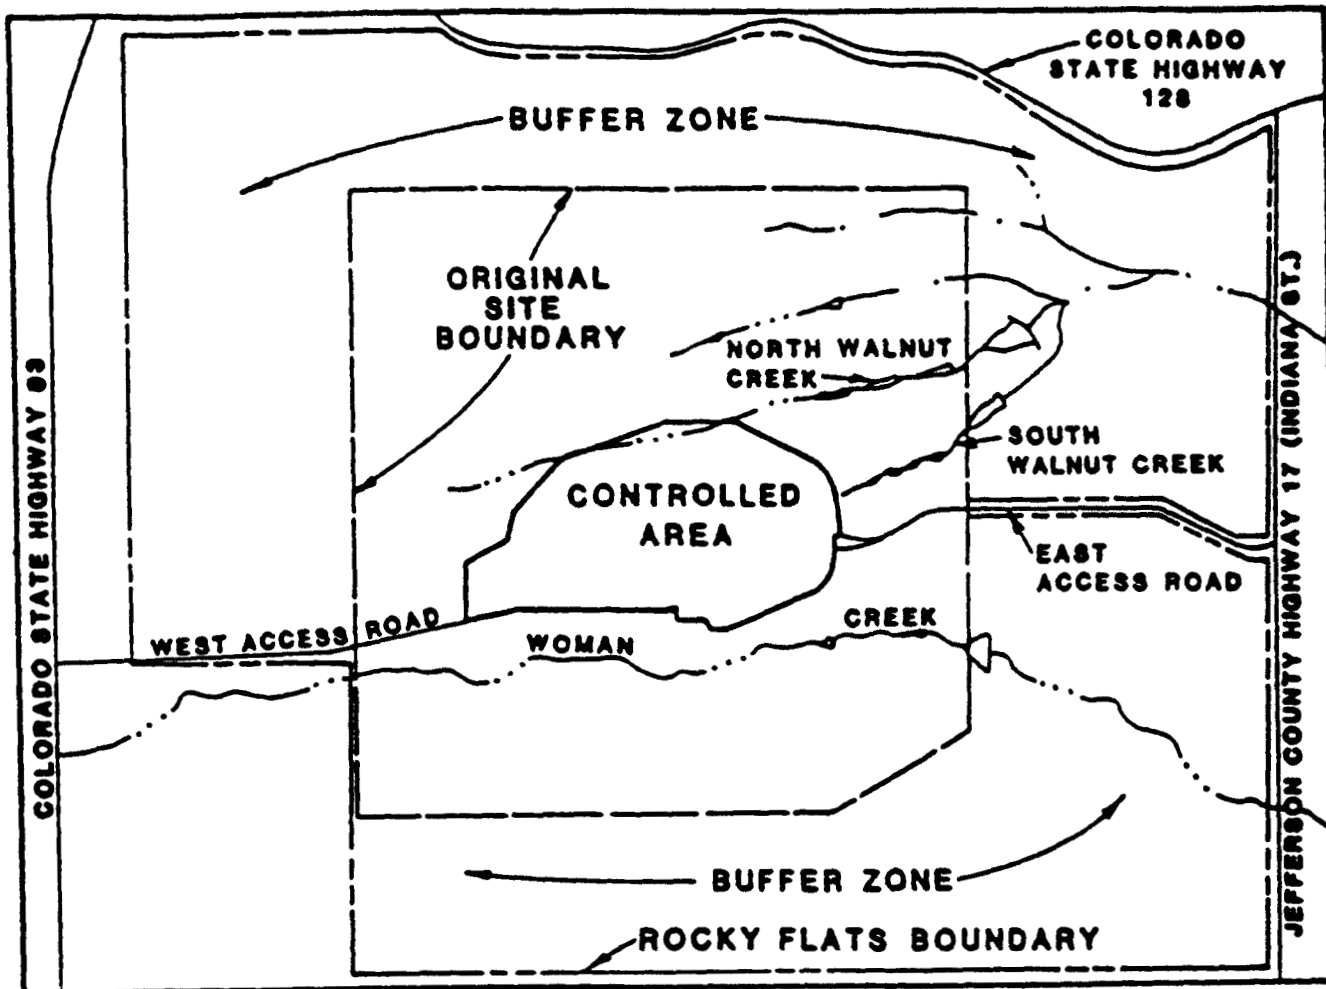 COLORADO
STATE HIGHWAY
128
BUFFER ZONE
ORIGINAL
SITE
BOUNDARY
NORTH WALNUT
CREEK
SOUTH
WALNUT CREEK
CONTROLLED
AREA
EAST
ACCESS ROAD
WEST ACCESS ROAD
WOMAN
CREEK
BUFFER ZONE
ROCKY FLATS BOUNDARY
COLORADO STATE HIGHWAY 93
JEFFERSON COUNTY HIGHWAY 17 (INDIANA ST.)